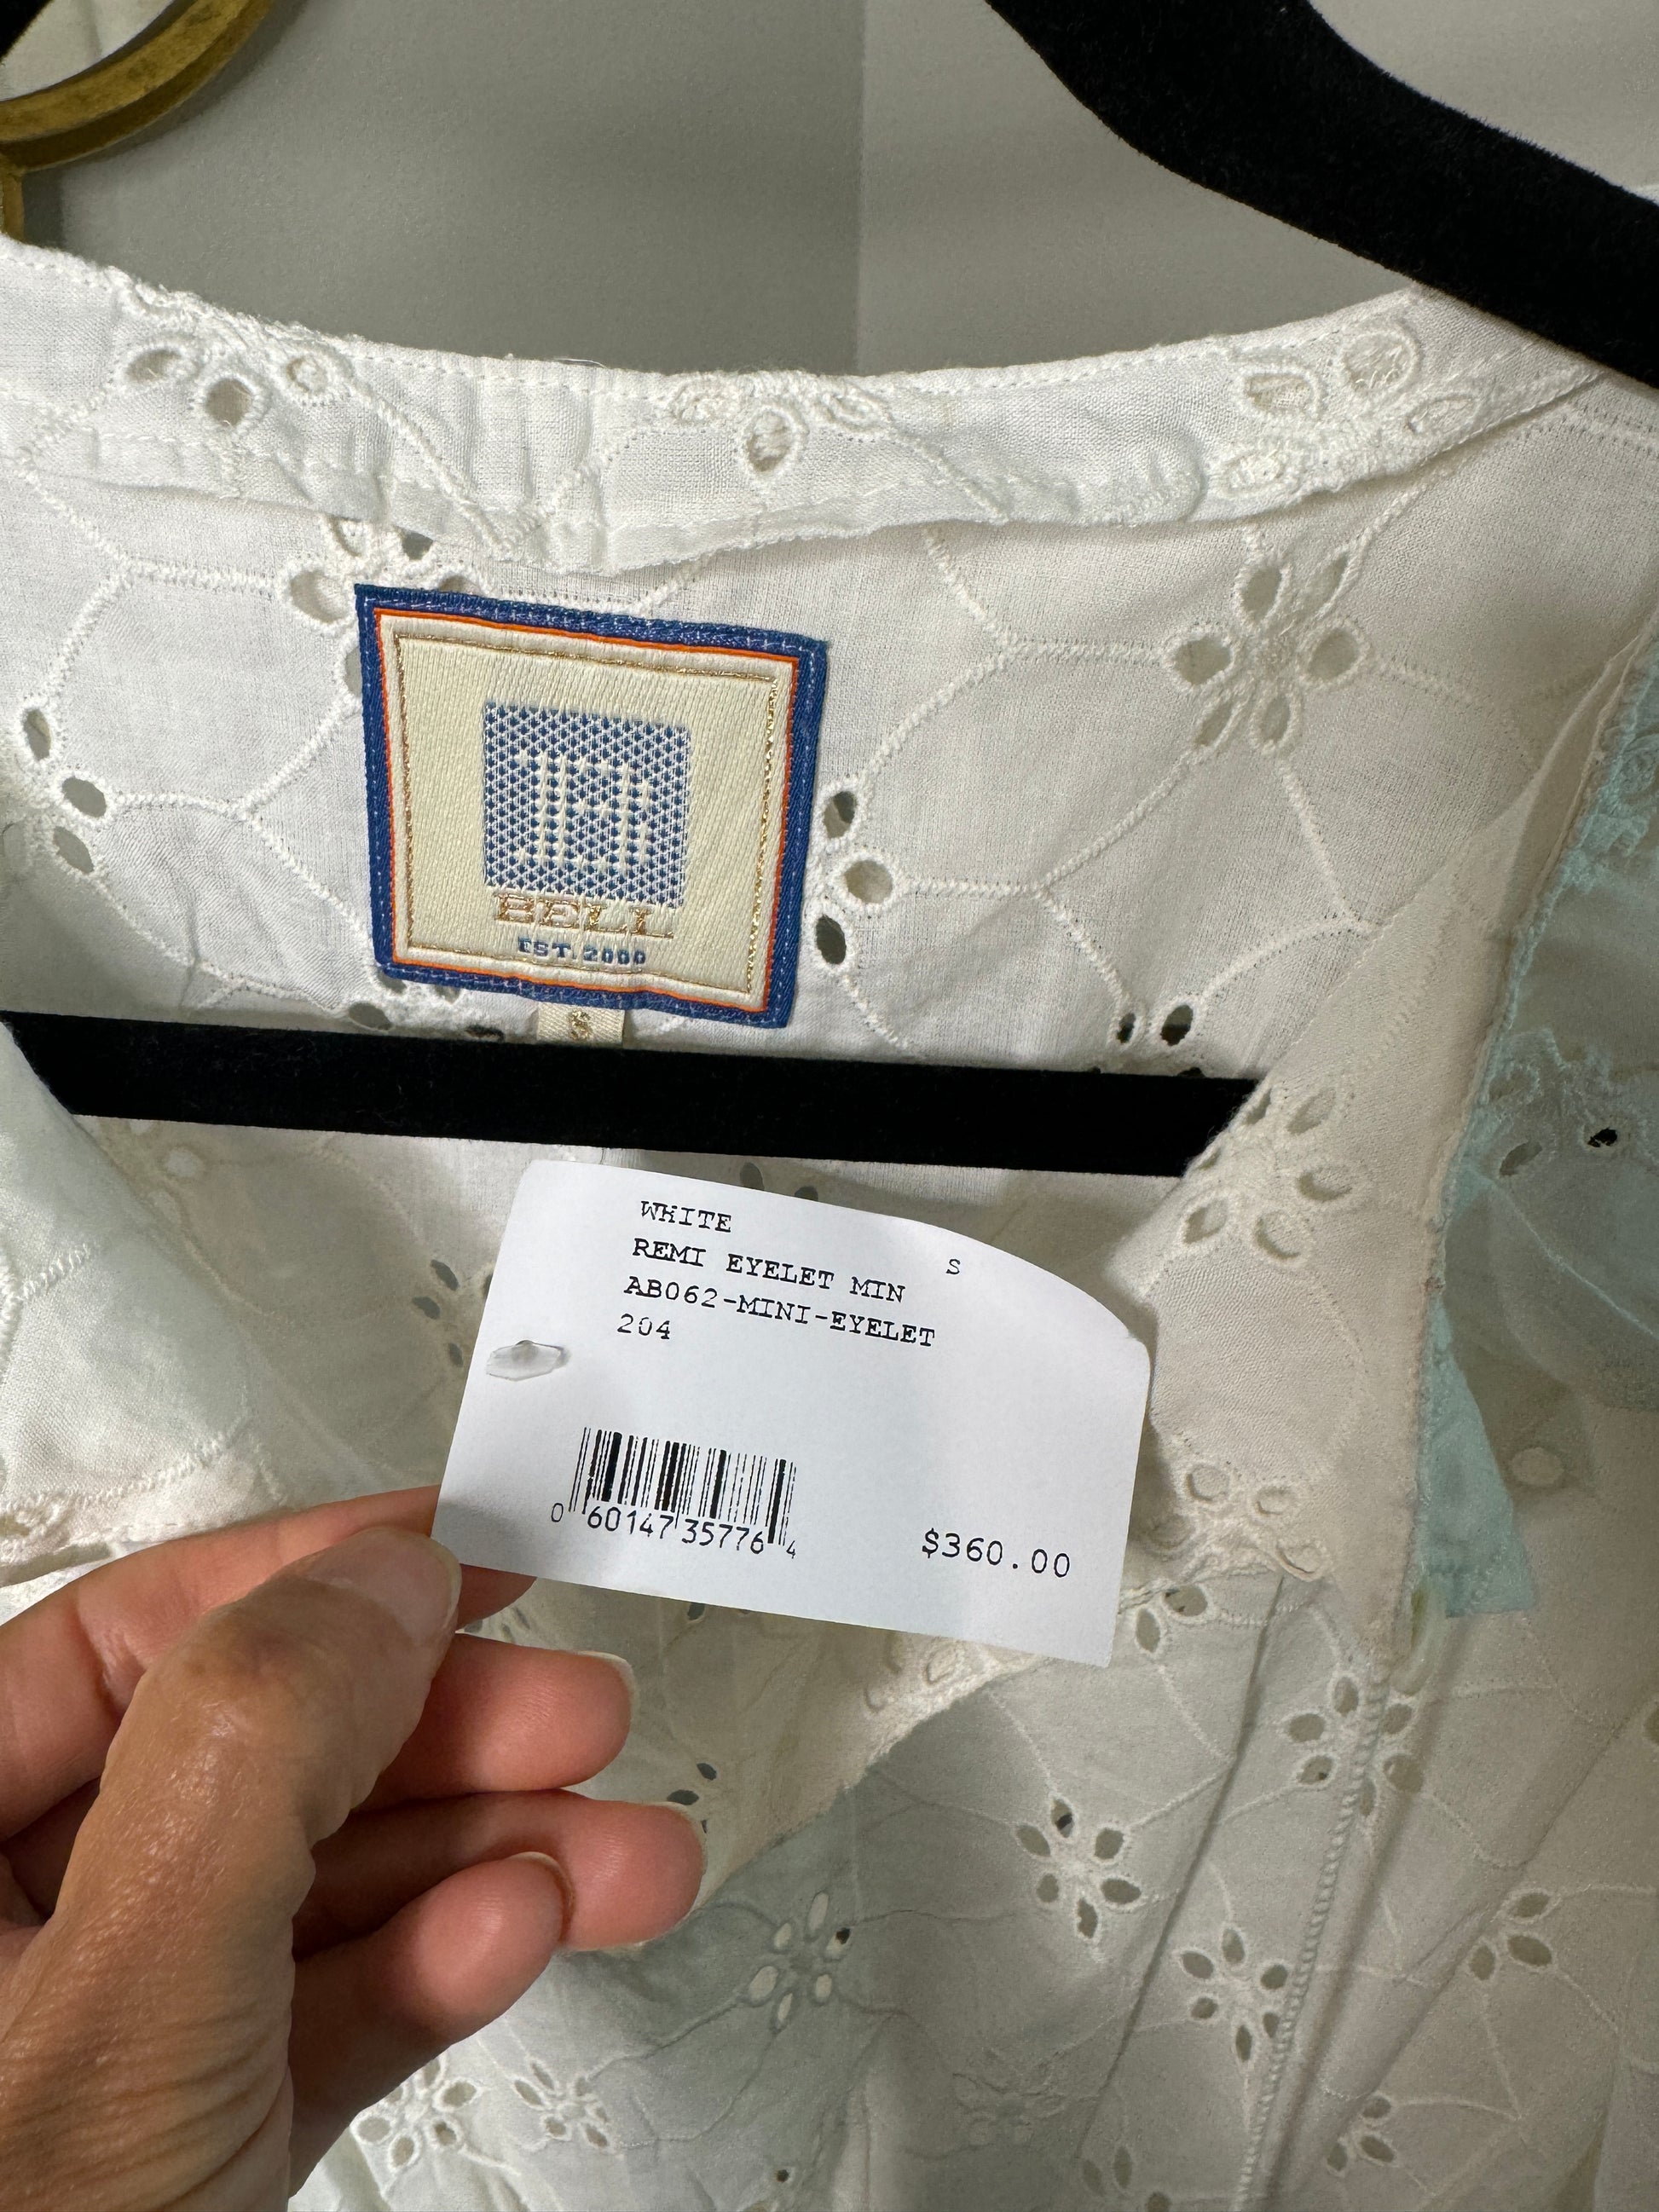 BELL
EST. 2000
S
WHITE
REMI EYELET MIN S
AB062-MINI-EYELET
204
0 60147 35776 4
$360.00